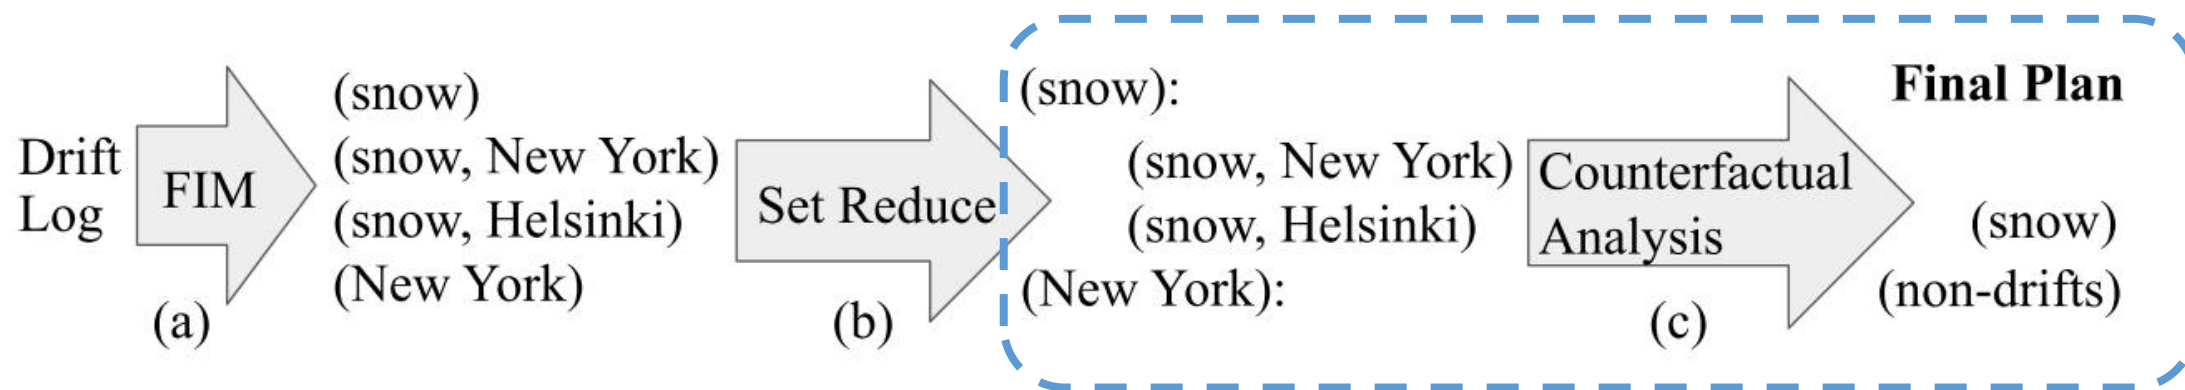 Drift
Log
FIM
(a)
(snow)
(snow, New York)
(snow, Helsinki)
(New York)
Set Reduce
(b)
(snow):
(snow, New York)
(snow, Helsinki)
(New York):
Counterfactual
Analysis
(c)
Final Plan
(snow)
(non-drifts)